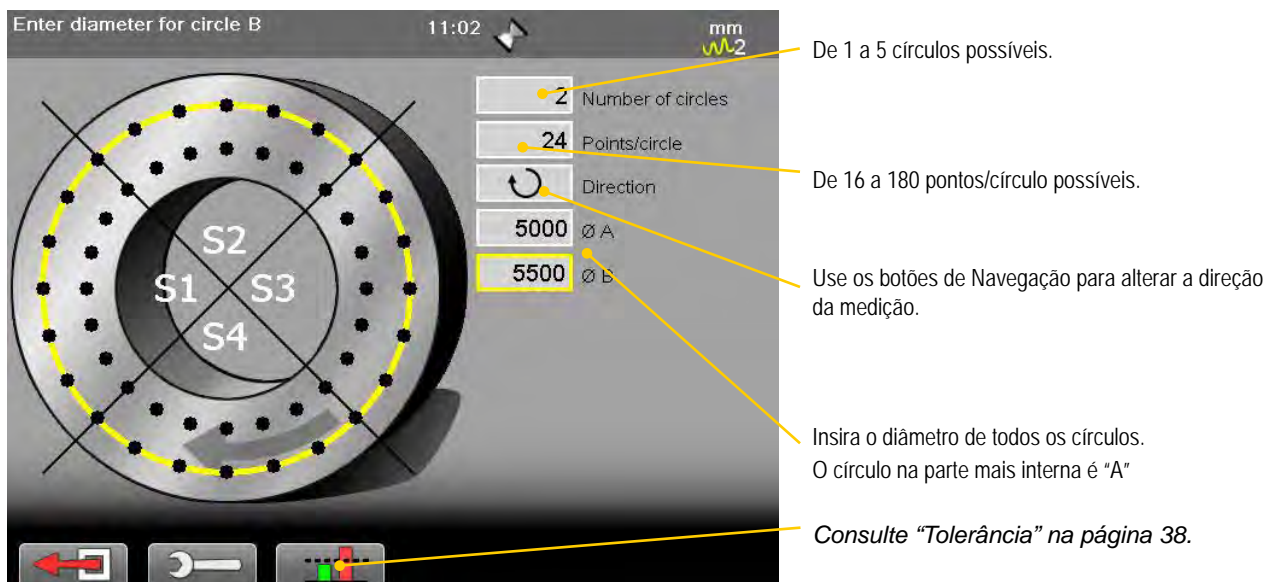 Enter diameter for circle B
11:02
mm
2
2 Number of circles
24 Points/circle
Direction
5000 Ø A
5500 Ø B
S2
S1 S3
S4
De 1 a 5 círculos possíveis.
De 16 a 180 pontos/círculo possíveis.
Use os botões de Navegação para alterar a direção
da medição.
Insira o diâmetro de todos os círculos.
O círculo na parte mais interna é “A”
Consulte “Tolerância” na página 38.